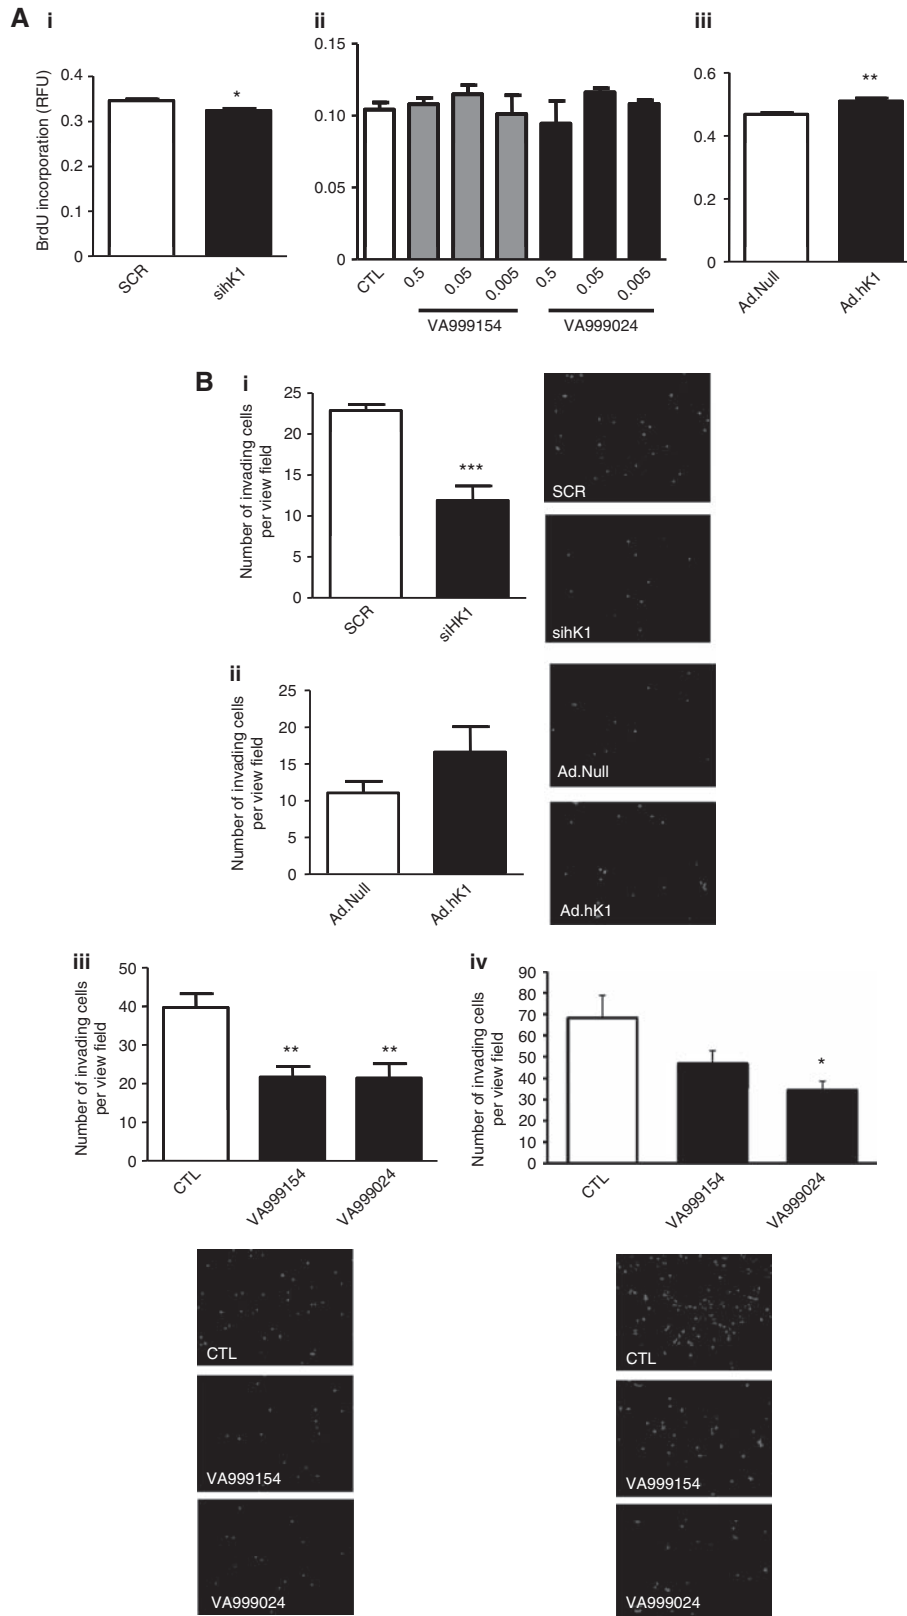 A
i
BrdU incorporation (RFU)
0.4
0.3
0.2
0.1
0
*
SCR
sihK1
ii
0.15
0.10
0.05
0
CTL
0.5
0.05
0.005
0.5
0.05
0.005
VA999154
VA999024
iii
0.6
0.4
0.2
0
**
Ad.Null
Ad.hK1
B
i
Number of invading cells
per view field
25
20
15
10
5
0
***
SCR
siHK1
SCR
sihK1
ii
Number of invading cells
per view field
25
20
15
10
5
0
Ad.Null
Ad.hK1
Ad.Null
Ad.hK1
iii
Number of invading cells
per view field
50
40
30
20
10
0
**
**
CTL
VA999154
VA999024
CTL
VA999154
VA999024
iv
Number of invading cells
per view field
90
80
70
60
50
40
30
20
10
0
*
CTL
VA999154
VA999024
CTL
VA999154
VA999024